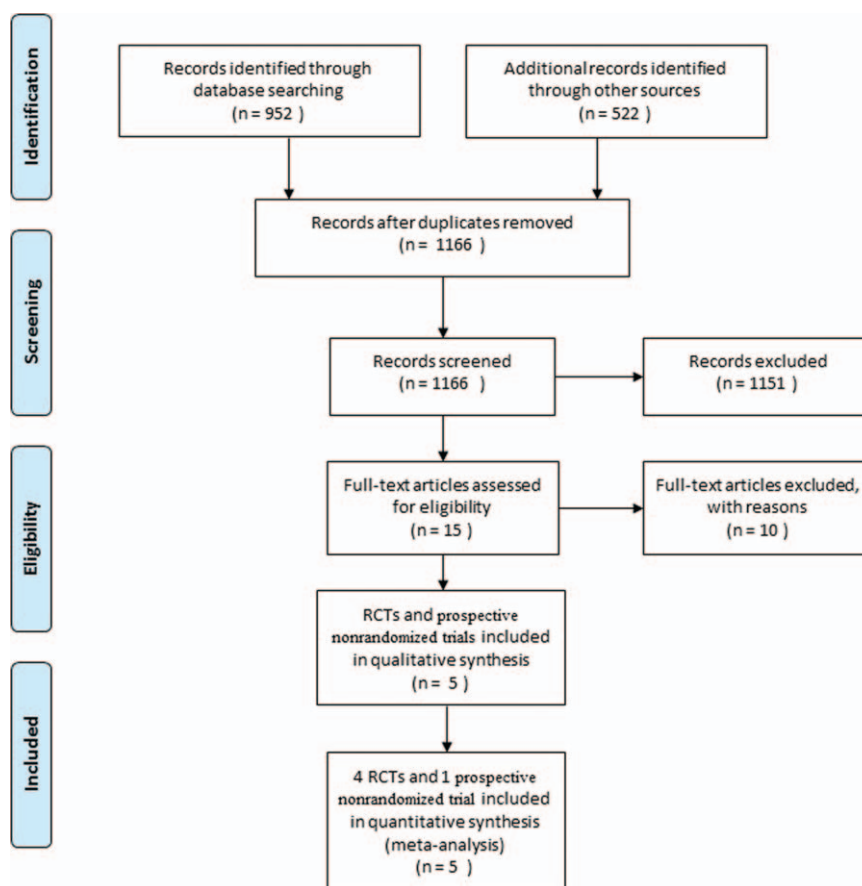 Identification
Records identified through
database searching
(n = 952 )
Additional records identified
through other sources
(n = 522 )
Records after duplicates removed
(n = 1166 )
Screening
Records screened
(n = 1166 )
Records excluded
(n = 1151 )
Eligibility
Full-text articles assessed
for eligibility
(n = 15 )
Full-text articles excluded,
with reasons
(n = 10 )
RCTs and prospective
nonrandomized trials included
in qualitative synthesis
(n = 5 )
Included
4 RCTs and 1 prospective
nonrandomized trial included
in quantitative synthesis
(meta-analysis)
(n = 5 )